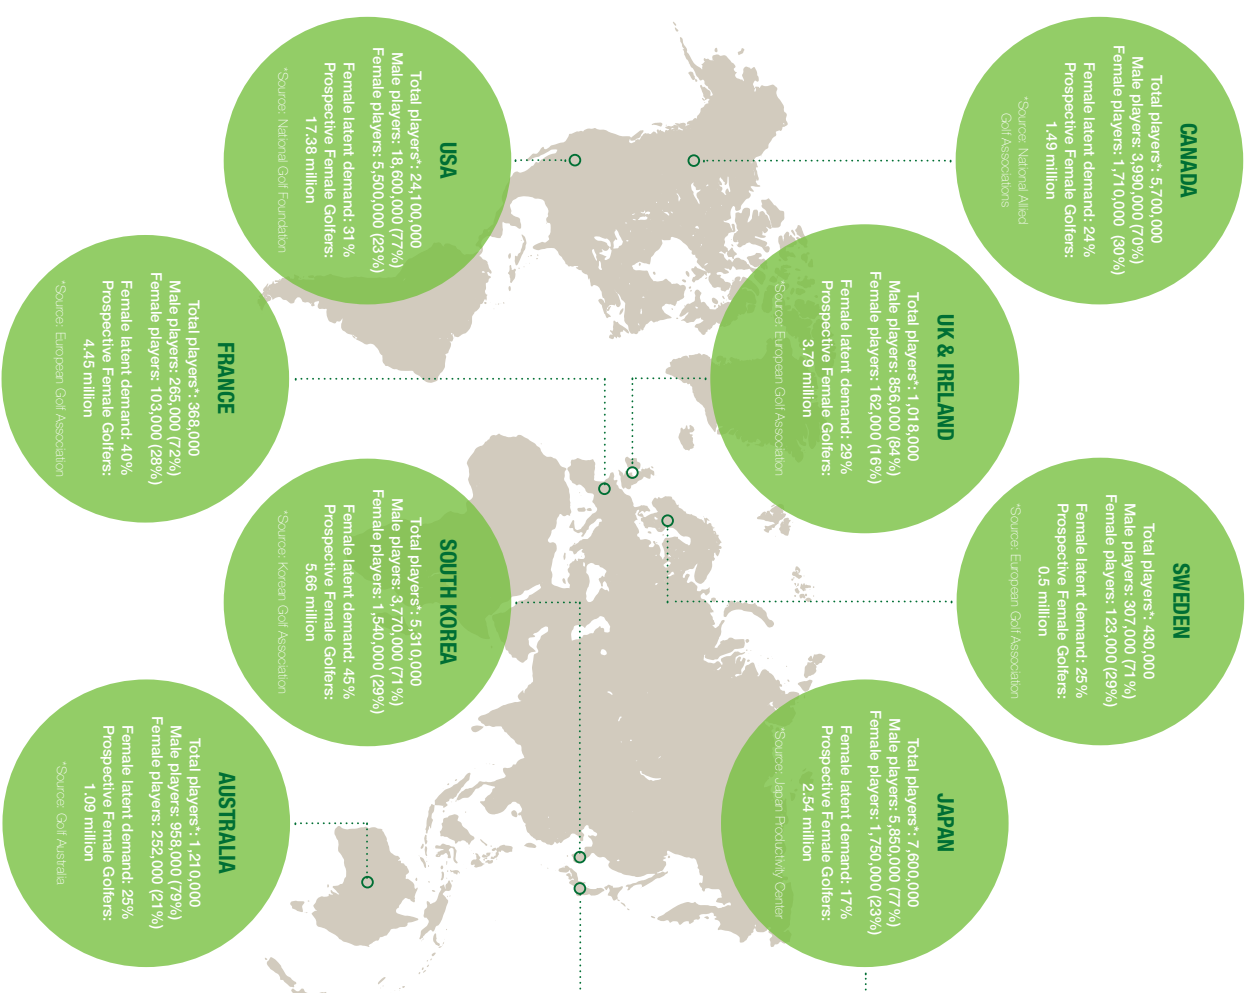 CANADA
Total players*: 5,700,000
Male players: 3,990,000 (70%)
Female players: 1,710,000 (30%)
Female latent demand: 24%
Prospective Female Golfers:
1.49 million
*Source: National Allied
Golf Associations
UK & IRELAND
Total players*: 1,018,000
Male players: 856,000 (84%)
Female players: 162,000 (16%)
Female latent demand: 29%
Prospective Female Golfers:
3.79 million
*Source: European Golf Association
SWEDEN
Total players*: 430,000
Male players: 307,000 (71%)
Female players: 123,000 (29%)
Female latent demand: 25%
Prospective Female Golfers:
0.5 million
*Source: European Golf Association
JAPAN
Total players*: 7,600,000
Male players: 5,850,000 (77%)
Female players: 1,750,000 (23%)
Female latent demand: 17%
Prospective Female Golfers:
2.54 million
*Source: Japan Productivity Center
USA
Total players*: 24,100,000
Male players: 18,600,000 (77%)
Female players: 5,500,000 (23%)
Female latent demand: 31%
Prospective Female Golfers:
17.38 million
*Source: National Golf Foundation
FRANCE
Total players*: 368,000
Male players: 265,000 (72%)
Female players: 103,000 (28%)
Female latent demand: 40%
Prospective Female Golfers:
4.45 million
*Source: European Golf Association
SOUTH KOREA
Total players*: 5,310,000
Male players: 3,770,000 (71%)
Female players: 1,540,000 (29%)
Female latent demand: 45%
Prospective Female Golfers:
5.66 million
*Source: Korean Golf Association
AUSTRALIA
Total players*: 1,210,000
Male players: 958,000 (79%)
Female players: 252,000 (21%)
Female latent demand: 25%
Prospective Female Golfers:
1.09 million
*Source: Golf Australia